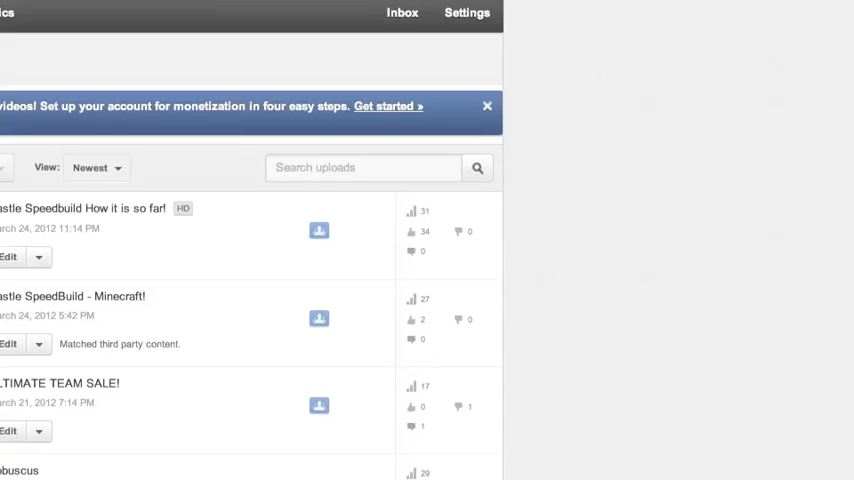 ics Inbox Settings
videos! Set up your account for monetization in four easy steps. Get started » ×
View: Newest Search uploads
astle Speedbuild How it is so far! HD
31
arch 24, 2012 11:14 PM
34 0
Edit
0
astle SpeedBuild - Minecraft!
27
arch 24, 2012 5:42 PM
2 0
Edit Matched third party content.
0
LTIMATE TEAM SALE!
17
arch 21, 2012 7:14 PM
0 1
Edit
1
obuscus
29